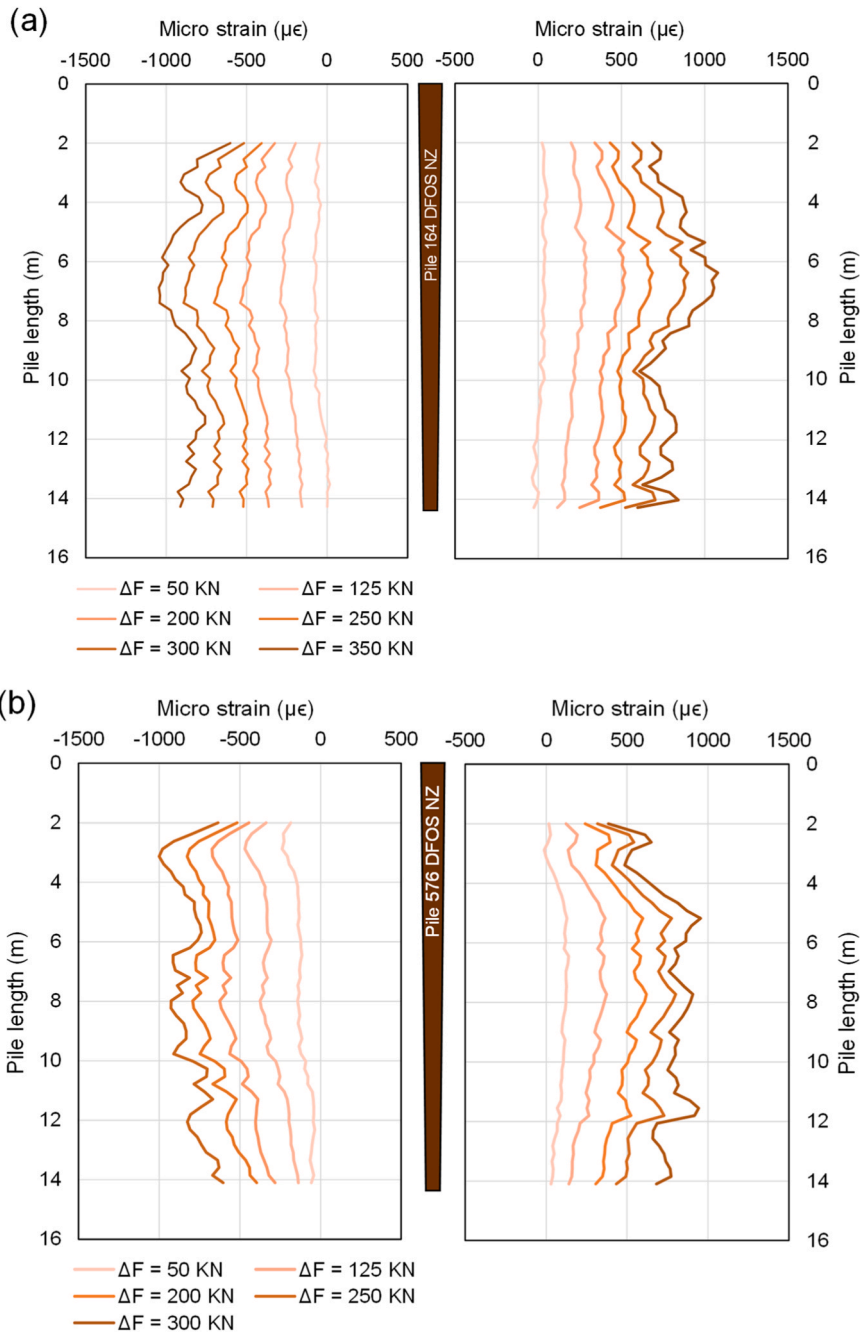 (a)
Micro strain (µϵ)
Micro strain (µϵ)
-1500 -1000 -500 0 500
-500 0 500 1000 1500
0
2
4
6
8
10
12
14
16
Pile length (m)
Pile 164 DFOS NZ
0
2
4
6
8
10
12
14
16
Pile length (m)
ΔF = 50 KN
ΔF = 125 KN
ΔF = 200 KN
ΔF = 250 KN
ΔF = 300 KN
ΔF = 350 KN
(b)
Micro strain (µϵ)
Micro strain (µϵ)
-1500 -1000 -500 0 500
-500 0 500 1000 1500
0
2
4
6
8
10
12
14
16
Pile length (m)
Pile 576 DFOS NZ
0
2
4
6
8
10
12
14
16
Pile length (m)
ΔF = 50 KN
ΔF = 125 KN
ΔF = 200 KN
ΔF = 250 KN
ΔF = 300 KN